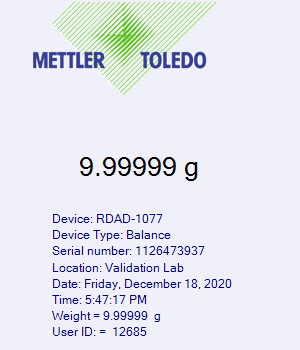 METTLER TOLEDO
9.99999 g
Device: RDAD-1077
Device Type: Balance
Serial number: 1126473937
Location: Validation Lab
Date: Friday, December 18, 2020
Time: 5:47:17 PM
Weight = 9.99999 g
User ID: = 12685